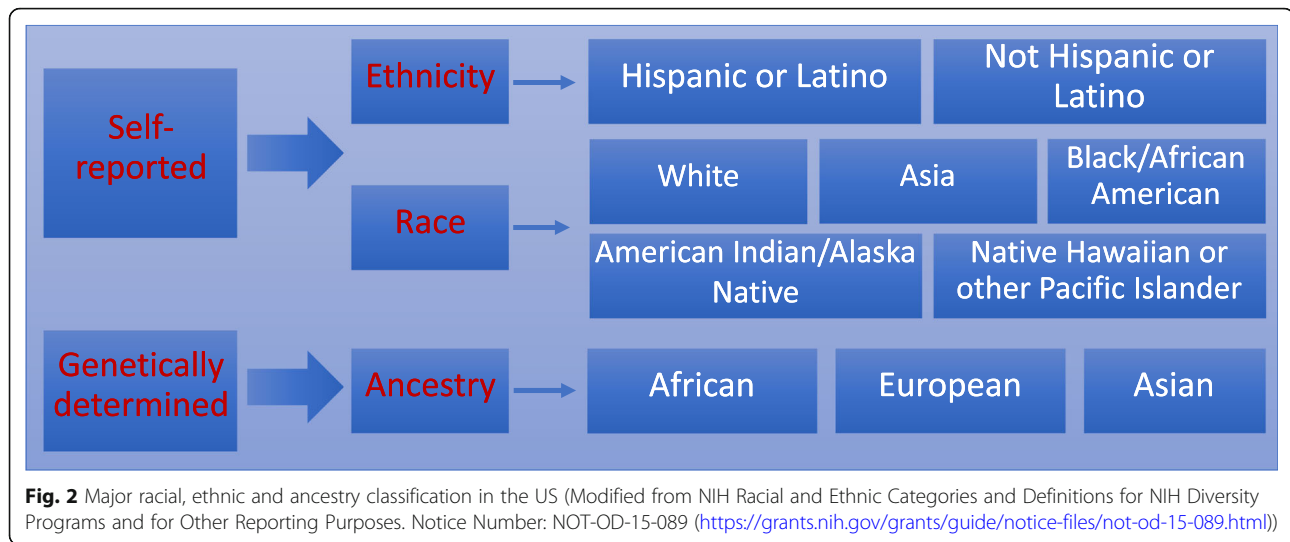 Self-
reported
Ethnicity
Hispanic or Latino
Not Hispanic or
Latino
Race
White
Asia
Black/African
American
American Indian/Alaska
Native
Native Hawaiian or
other Pacific Islander
Genetically
determined
Ancestry
African
European
Asian
Fig. 2 Major racial, ethnic and ancestry classification in the US (Modified from NIH Racial and Ethnic Categories and Definitions for NIH Diversity
Programs and for Other Reporting Purposes. Notice Number: NOT-OD-15-089 (https://grants.nih.gov/grants/guide/notice-files/not-od-15-089.html))